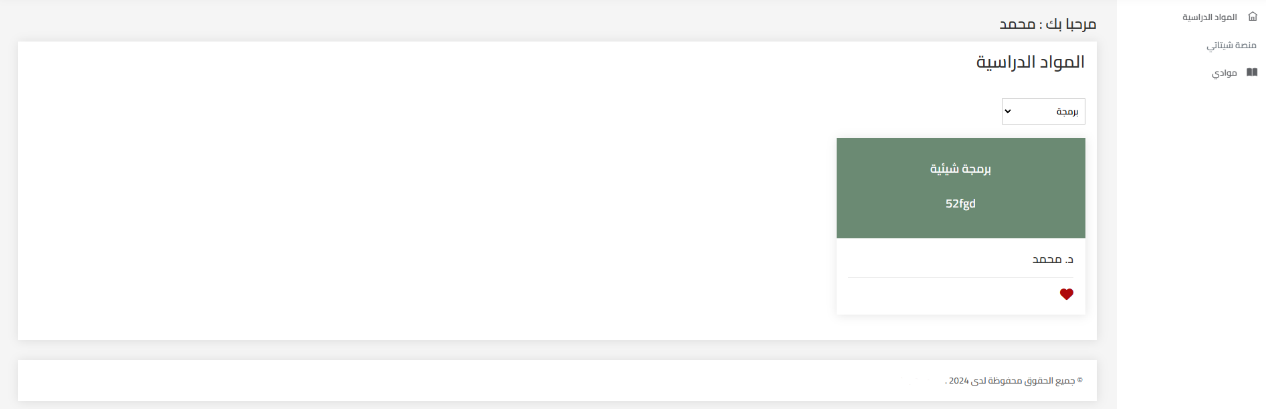 المواد الدراسية
منصة شيتاتي
موادي
مرحبا بك : محمد
المواد الدراسية
برمجة
برمجة شيئية
52fgd
د. محمد
© جميع الحقوق محفوظة لدى 2024 .